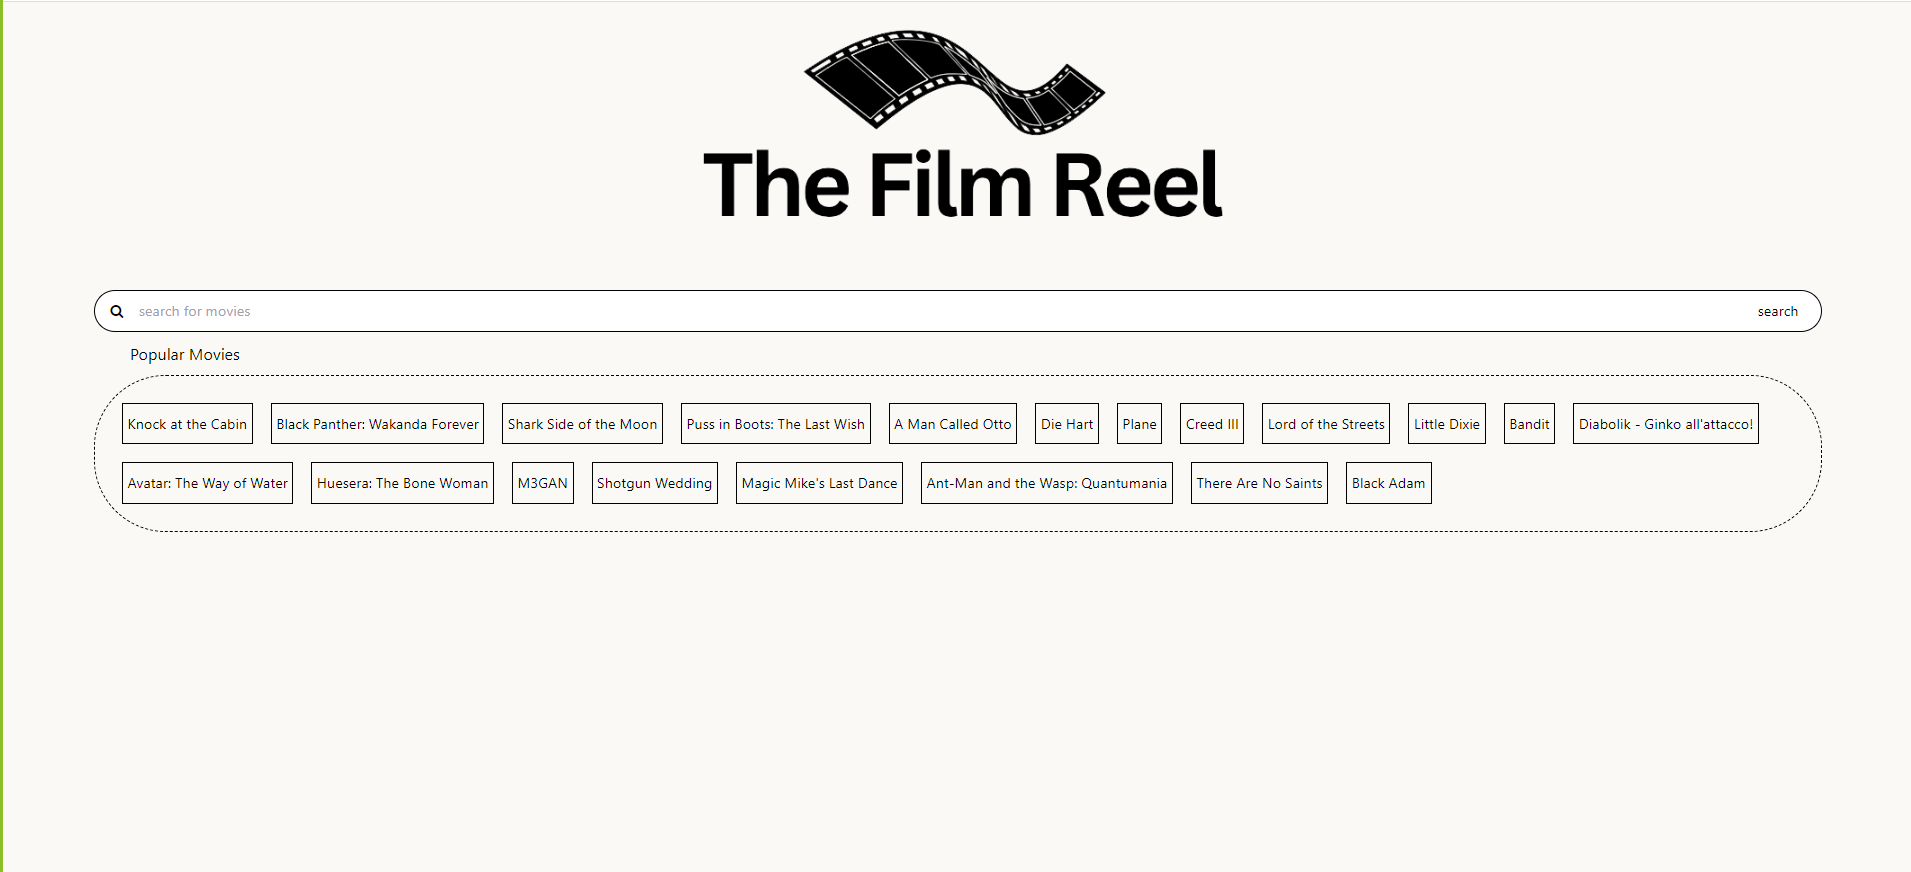 The Film Reel
search for movies search
Popular Movies
Knock at the Cabin Black Panther: Wakanda Forever Shark Side of the Moon Puss in Boots: The Last Wish A Man Called Otto Die Hart Plane Creed III Lord of the Streets Little Dixie Bandit Diabolik - Ginko all'attacco!
Avatar: The Way of Water Huesera: The Bone Woman M3GAN Shotgun Wedding Magic Mike's Last Dance Ant-Man and the Wasp: Quantumania There Are No Saints Black Adam